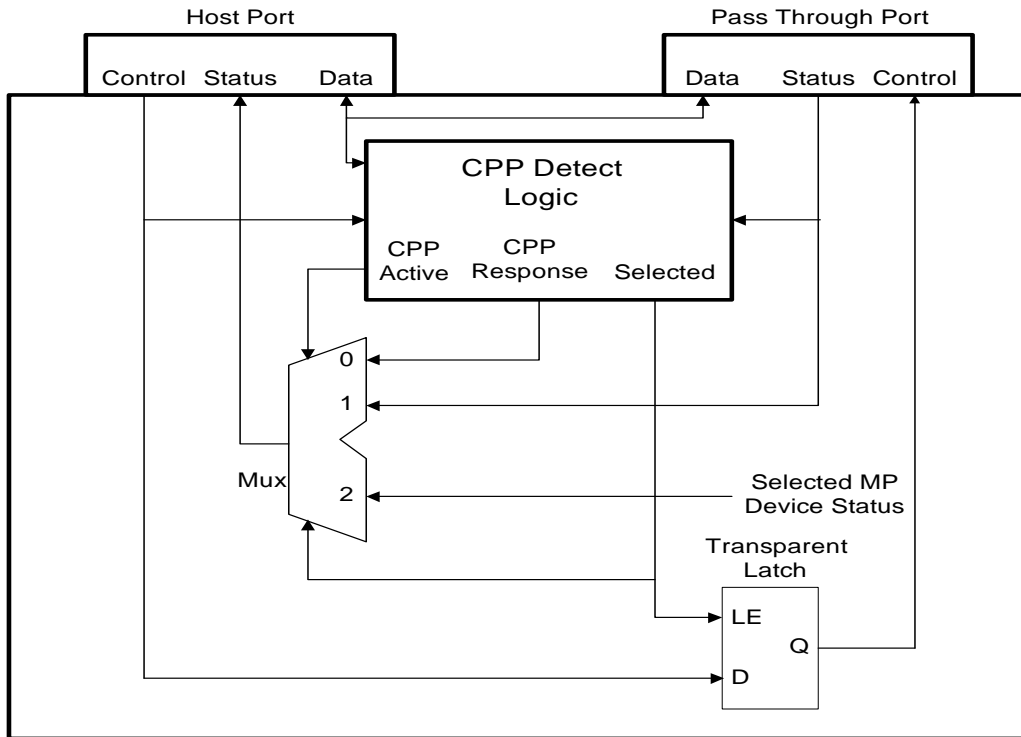 Host Port
Pass Through Port
Control Status Data
Data Status Control
CPP Detect
Logic
CPP
Active
CPP
Response
Selected
0
1
2
Mux
Selected MP
Device Status
Transparent
Latch
LE
Q
D